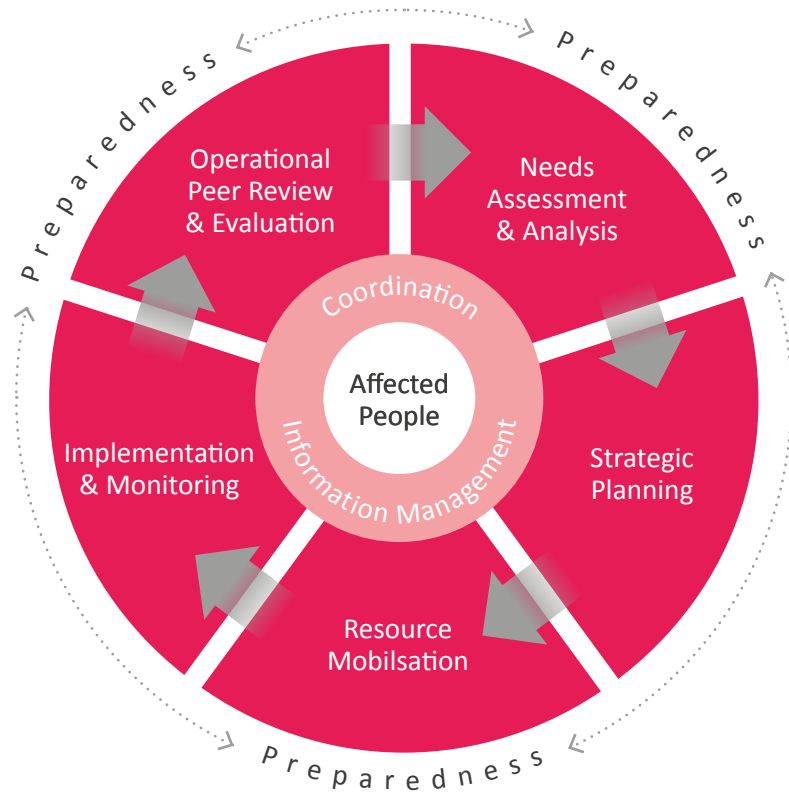 Preparedness
Preparedness
Operational
Peer Review
& Evaluation
Needs
Assessment
& Analysis
Coordination
Affected
People
Information Management
Implementation
& Monitoring
Strategic
Planning
Resource
Mobilsation
Preparedness